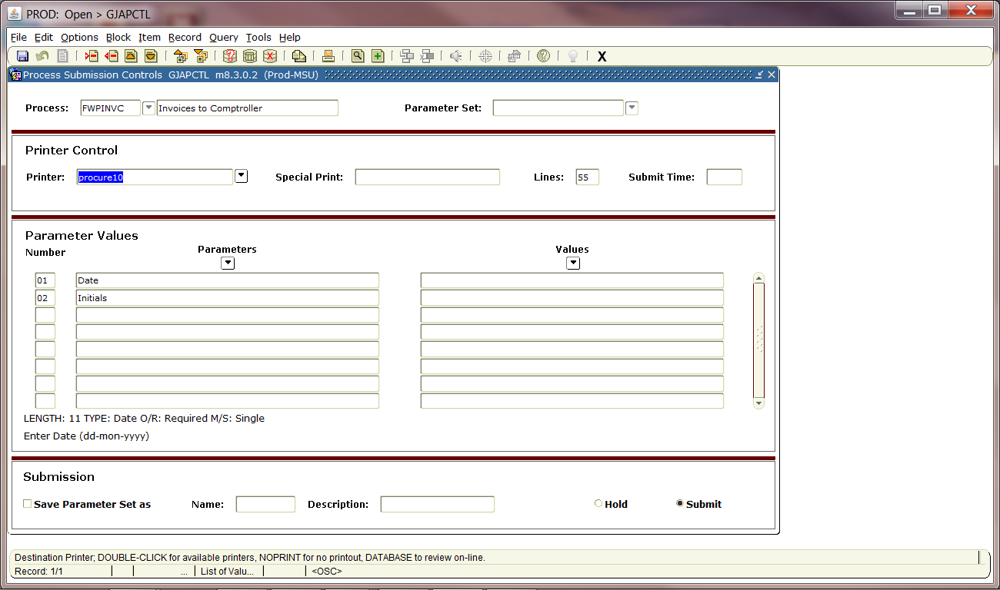 PROD: Open > GJAPCTL
File Edit Options Block Item Record Query Tools Help
X
Process Submission Controls GJAPCTL m8.3.0.2 (Prod-MSU)
Process: FWPINVC Invoices to Comptroller Parameter Set:
Printer Control
Printer: procure10 Special Print: Lines: 55 Submit Time:
Parameter Values
Number Parameters Values
01 Date
02 Initials
LENGTH: 11 TYPE: Date O/R: Required M/S: Single
Enter Date (dd-mon-yyyy)
Submission
Save Parameter Set as Name: Description: Hold Submit
Destination Printer; DOUBLE-CLICK for available printers, NOPRINT for no printout, DATABASE to review on-line.
Record: 1/1 ... List of Valu... <OSC>